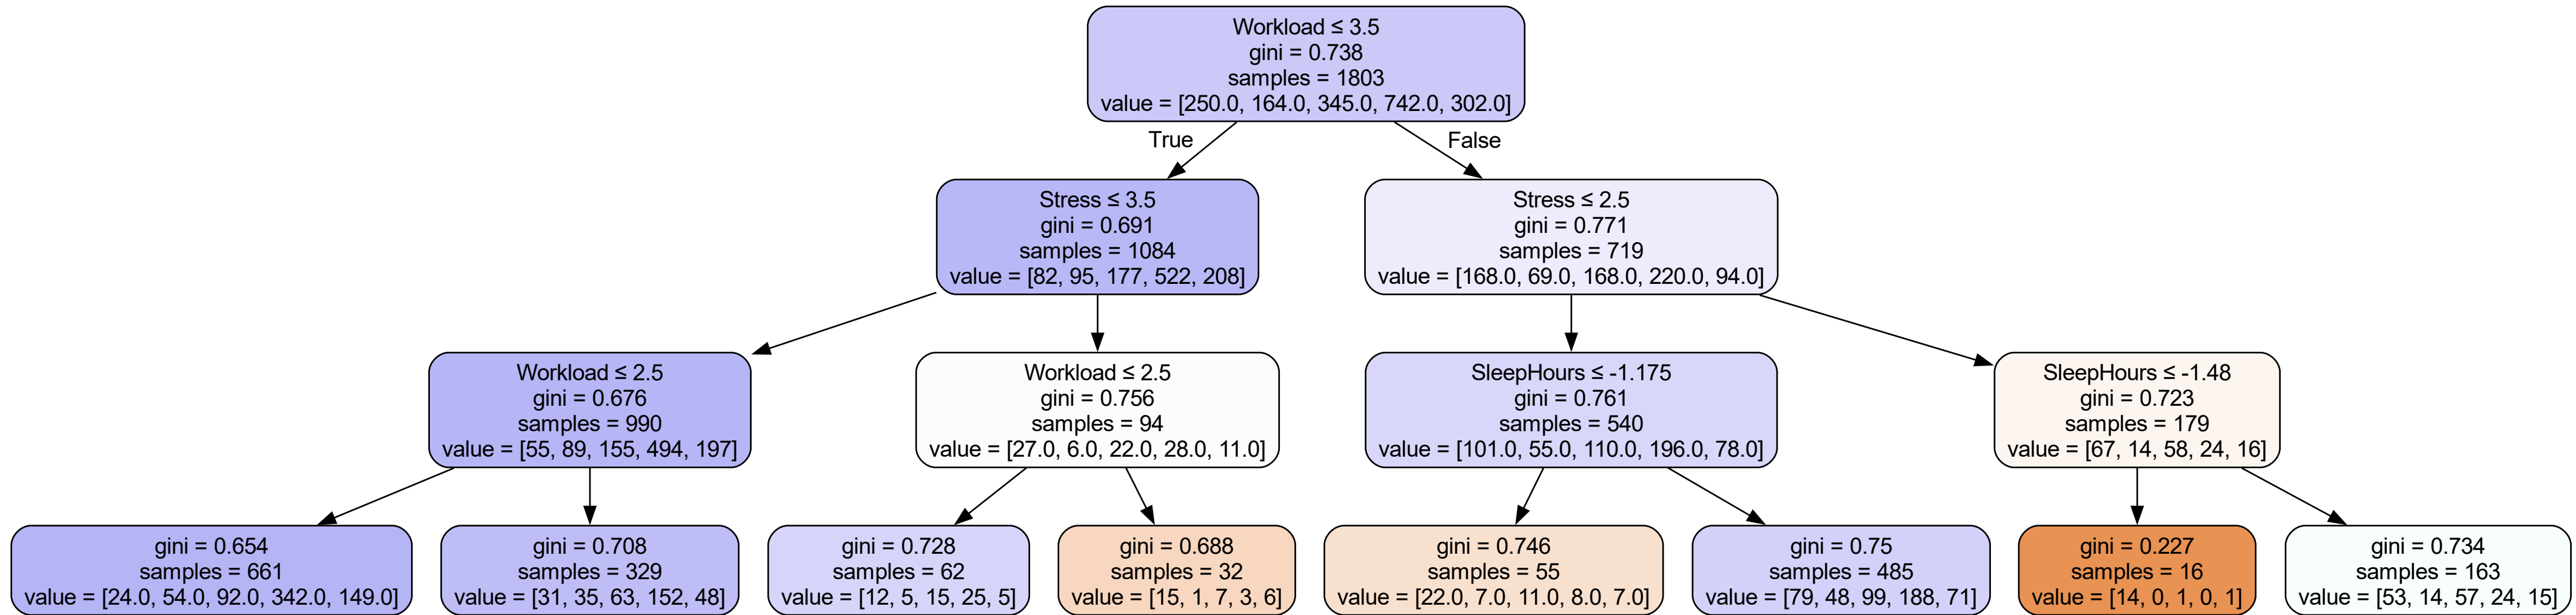 Workload ≤ 3.5
gini = 0.738
samples = 1803
value = [250.0, 164.0, 345.0, 742.0, 302.0]
True
False
Stress ≤ 3.5
gini = 0.691
samples = 1084
value = [82, 95, 177, 522, 208]
Stress ≤ 2.5
gini = 0.771
samples = 719
value = [168.0, 69.0, 168.0, 220.0, 94.0]
Workload ≤ 2.5
gini = 0.676
samples = 990
value = [55, 89, 155, 494, 197]
Workload ≤ 2.5
gini = 0.756
samples = 94
value = [27.0, 6.0, 22.0, 28.0, 11.0]
SleepHours ≤ -1.175
gini = 0.761
samples = 540
value = [101.0, 55.0, 110.0, 196.0, 78.0]
SleepHours ≤ -1.48
gini = 0.723
samples = 179
value = [67, 14, 58, 24, 16]
gini = 0.654
samples = 661
value = [24.0, 54.0, 92.0, 342.0, 149.0]
gini = 0.708
samples = 329
value = [31, 35, 63, 152, 48]
gini = 0.728
samples = 62
value = [12, 5, 15, 25, 5]
gini = 0.688
samples = 32
value = [15, 1, 7, 3, 6]
gini = 0.746
samples = 55
value = [22.0, 7.0, 11.0, 8.0, 7.0]
gini = 0.75
samples = 485
value = [79, 48, 99, 188, 71]
gini = 0.227
samples = 16
value = [14, 0, 1, 0, 1]
gini = 0.734
samples = 163
value = [53, 14, 57, 24, 15]